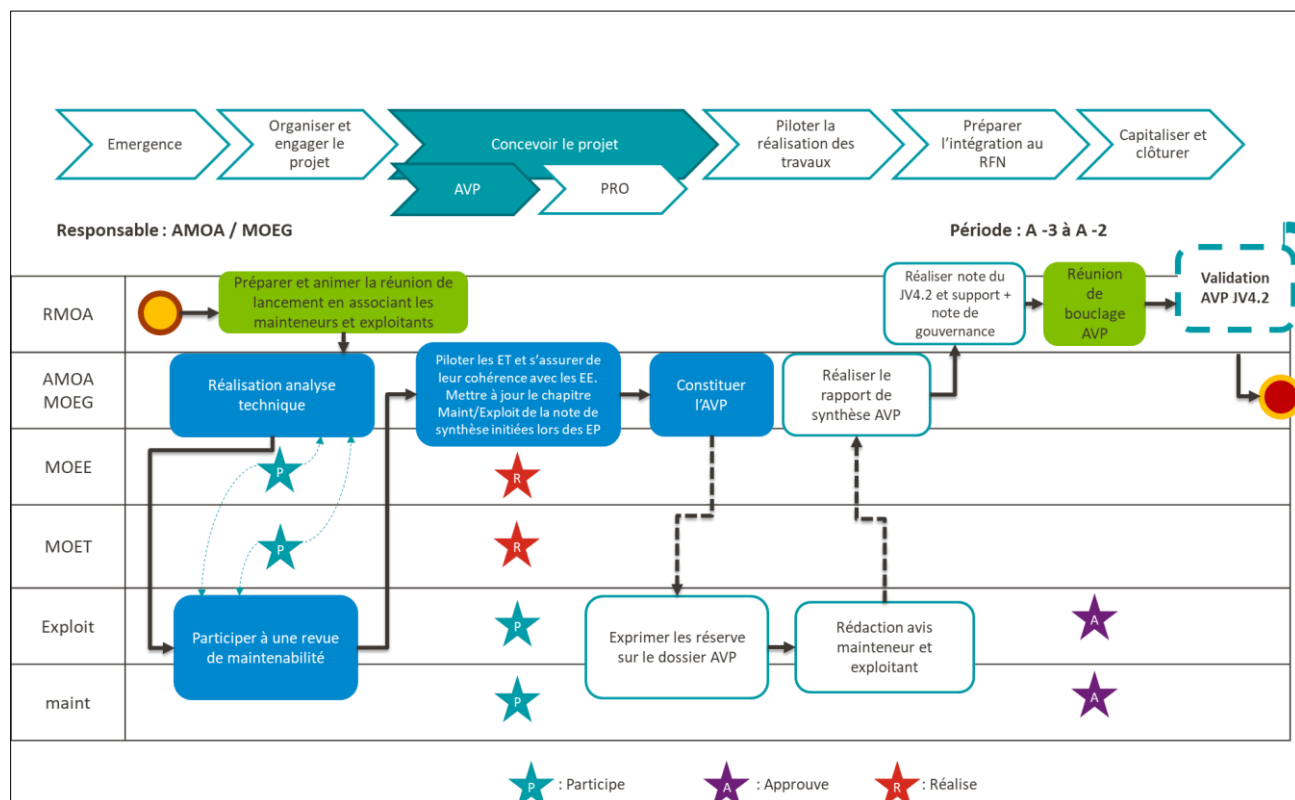 Emergence
Organiser et
engager le
projet
Concevoir le projet
Piloter la
réalisation des
travaux
Préparer
l'intégration au
RFN
Capitaliser et
clôturer
AVP
PRO
Responsable : AMOA / MOEG
Période : A -3 à A -2
RMOA
Préparer et animer la réunion de
lancement en associant les
mainteneurs et exploitants
Réaliser note du
JV4.2 et support +
note de
gouvernance
Réunion
de
bouclage
AVP
Validation
AVP JV4.2
AMOA
MOEG
Réalisation analyse
technique
Piloter les ET et s'assurer de
leur cohérence avec les EE.
Mettre à jour le chapitre
Maint/Exploit de la note de
synthèse initiées lors des EP
Constituer
l'AVP
Réaliser le
rapport de
synthèse AVP
MOEE
P
R
MOET
P
R
Exploit
Participer à une revue
de maintenabilité
P
Exprimer les réserve
sur le dossier AVP
Rédaction avis
mainteneur et
exploitant
A
maint
P
A
P : Participe
A : Approuve
R : Réalise